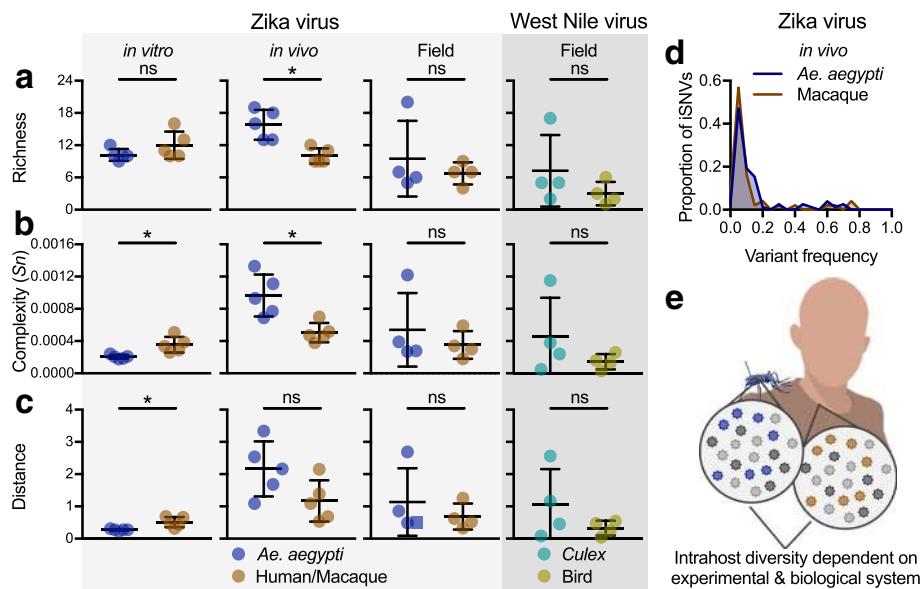 Zika virus
West Nile virus
Zika virus
in vitro
in vivo
Field
Field
in vivo
a
ns
*
ns
ns
Richness
24
18
12
6
0
b
*
*
ns
ns
Complexity (Sn)
0.0016
0.0012
0.0008
0.0004
0.0000
c
*
ns
ns
ns
Distance
4
3
2
1
0
Ae. aegypti
Human/Macaque
Culex
Bird
d
Ae. aegypti
Macaque
Proportion of iSNVs
0.6
0.4
0.2
0.0
0.0 0.2 0.4 0.6 0.8 1.0
Variant frequency
e
Intrahost diversity dependent on
experimental & biological system